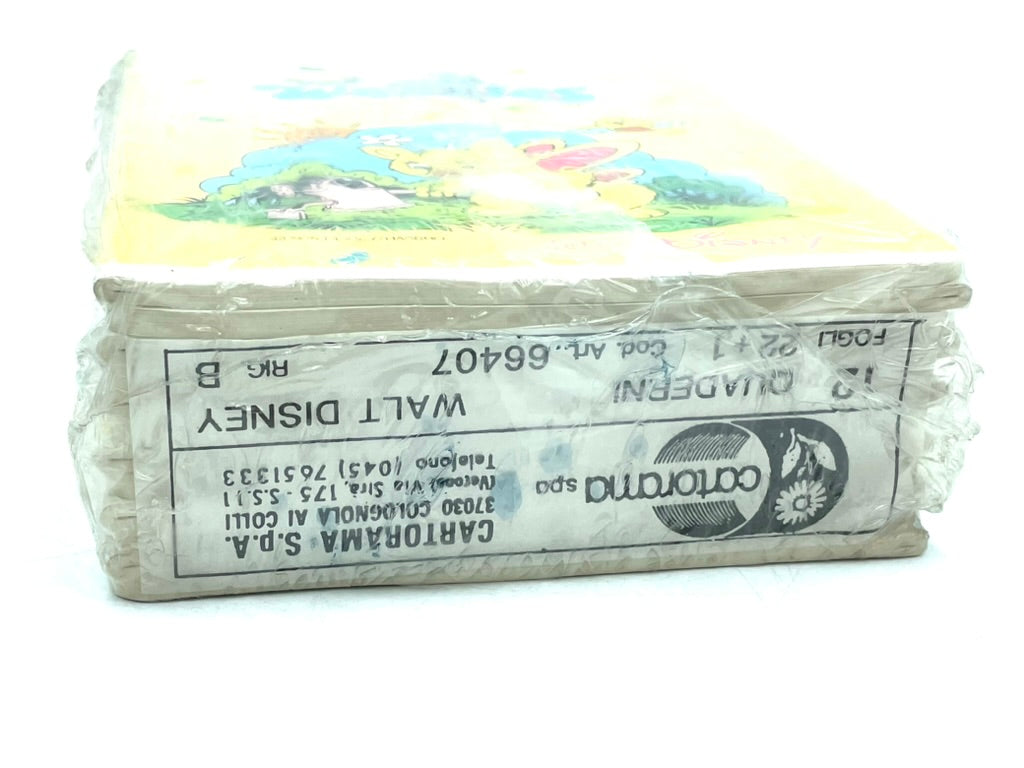 cartorama spa
CARTORAMA S.p.A.
37030 COLOGNOLA AI COLLI
(Verona) Via Strà, 175 - S.S.11
Telefono (045) 7651333
12 QUADERNI WALT DISNEY
FOGLI 22+1 Cod. Art. 66407 RIG B